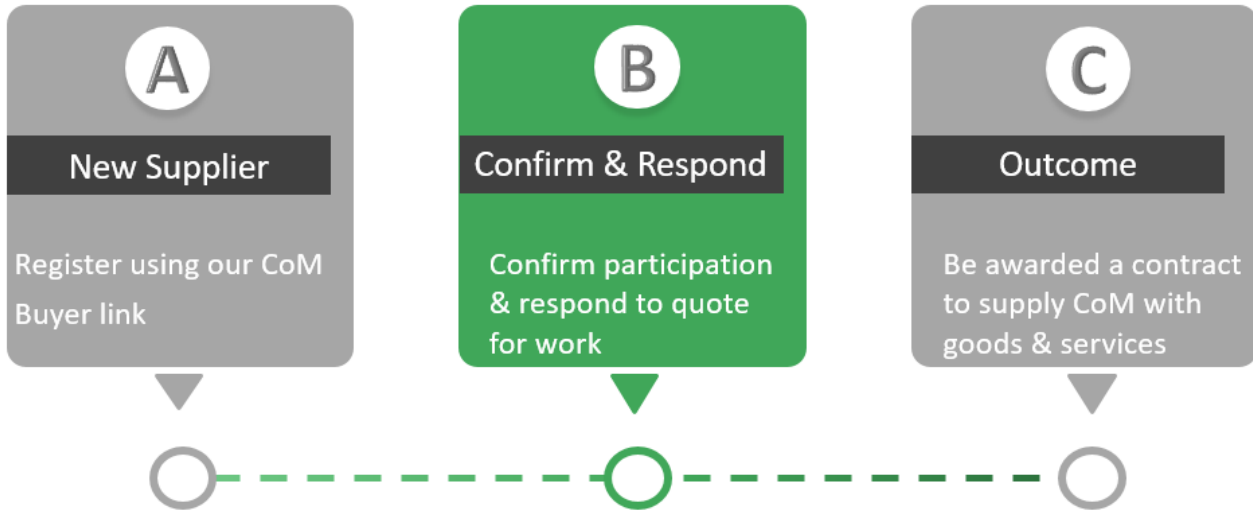 A
New Supplier
Register using our CoM
Buyer link
B
Confirm & Respond
Confirm participation
& respond to quote
for work
C
Outcome
Be awarded a contract
to supply CoM with
goods & services